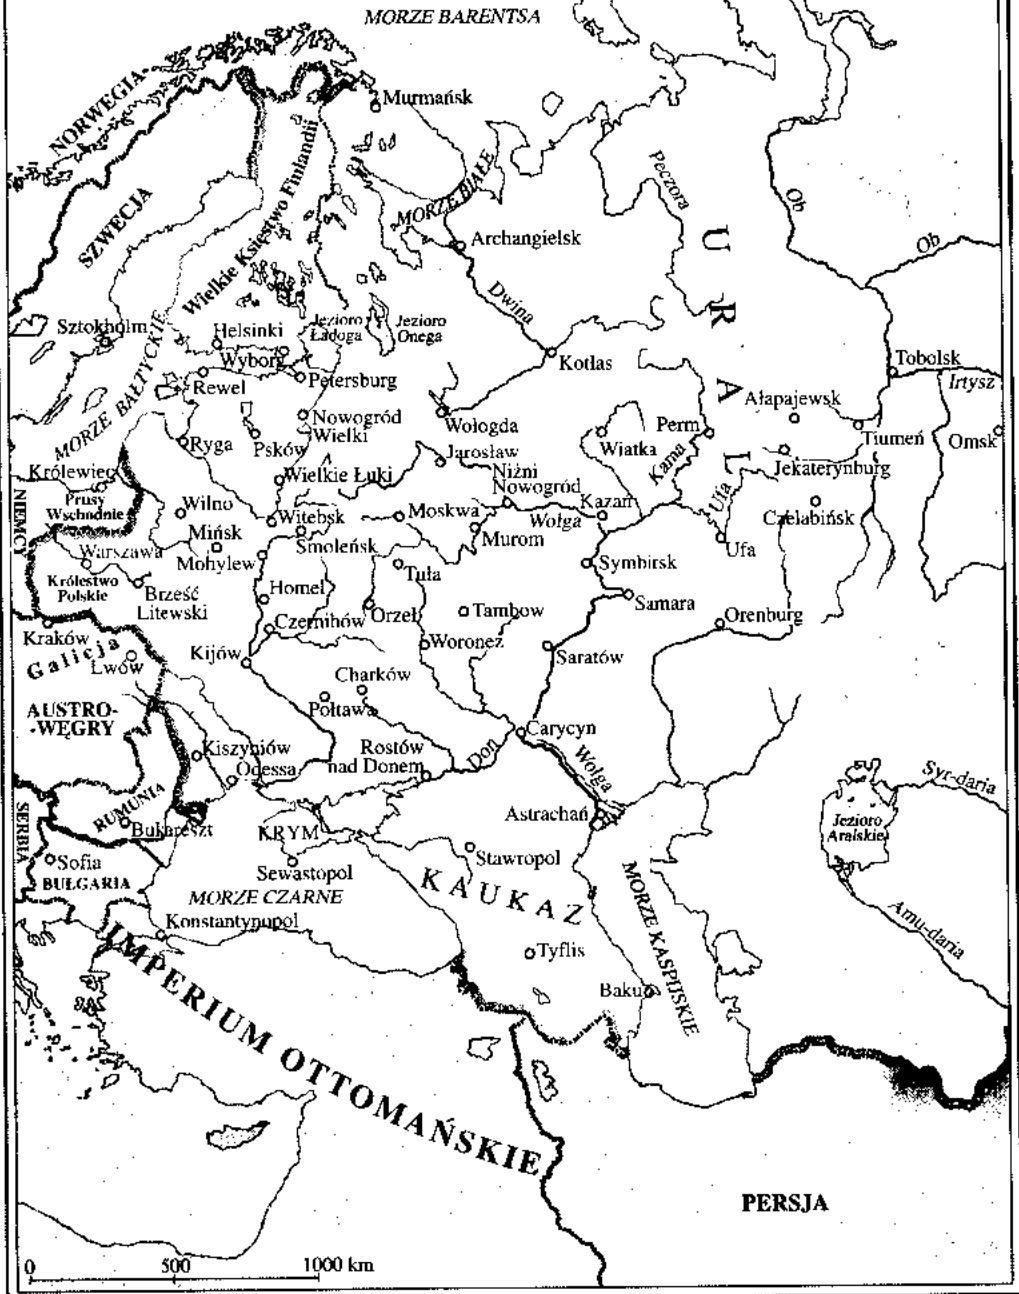 MORZE BARENTSA
NORWEGIA
Murmańsk
SZWECJA
Wielkie Księstwo Finlandii
MORZE BIAŁE
Peczora
Ob
Ob
Archangielsk
URAL
Dwina
Sztokholm
MORZE BAŁTYCKIE
Helsinki
Jezioro
Ładoga
Jezioro
Onega
Wyborg
Kotłas
Tobolsk
Irtysz
Rewel
Petersburg
Ałapajewsk
Nowogród
Wielki
Wołogda
Perm
Tiumeń
Omsk
Ryga
Psków
Jarosław
Wiatka
Kama
Jekaterynburg
Królewiec
Wielkie Łuki
Niżni
Nowogród
Kazań
Ufa
NIEMCY
Prusy
Wschodnie
Wilno
Witebsk
Moskwa
Wołga
Czelabińsk
Mińsk
Smoleńsk
Murom
Ufa
Warszawa
Mohylew
Tuła
Symbirsk
Królestwo
Polskie
Brześć
Litewski
Homel
Orzeł
Tambow
Samara
Orenburg
Kraków
Czernihów
Woroneż
Galicja
Lwów
Kijów
Saratów
Charków
AUSTRO-
-WĘGRY
Połtawa
Carycyn
Kiszyniów
Rostów
nad Donem
Don
Wołga
Odessa
Syr-daria
RUMUNIA
Astrachań
SERBIA
Bukareszt
KRYM
Jezioro
Aralskie
Sofia
BUŁGARIA
Sewastopol
Stawropol
MORZE CZARNE
KAUKAZ
MORZE KASPIJSKIE
Amu-daria
Konstantynopol
Tyflis
Baku
IMPERIUM OTTOMAŃSKIE
PERSJA
0 500 1000 km